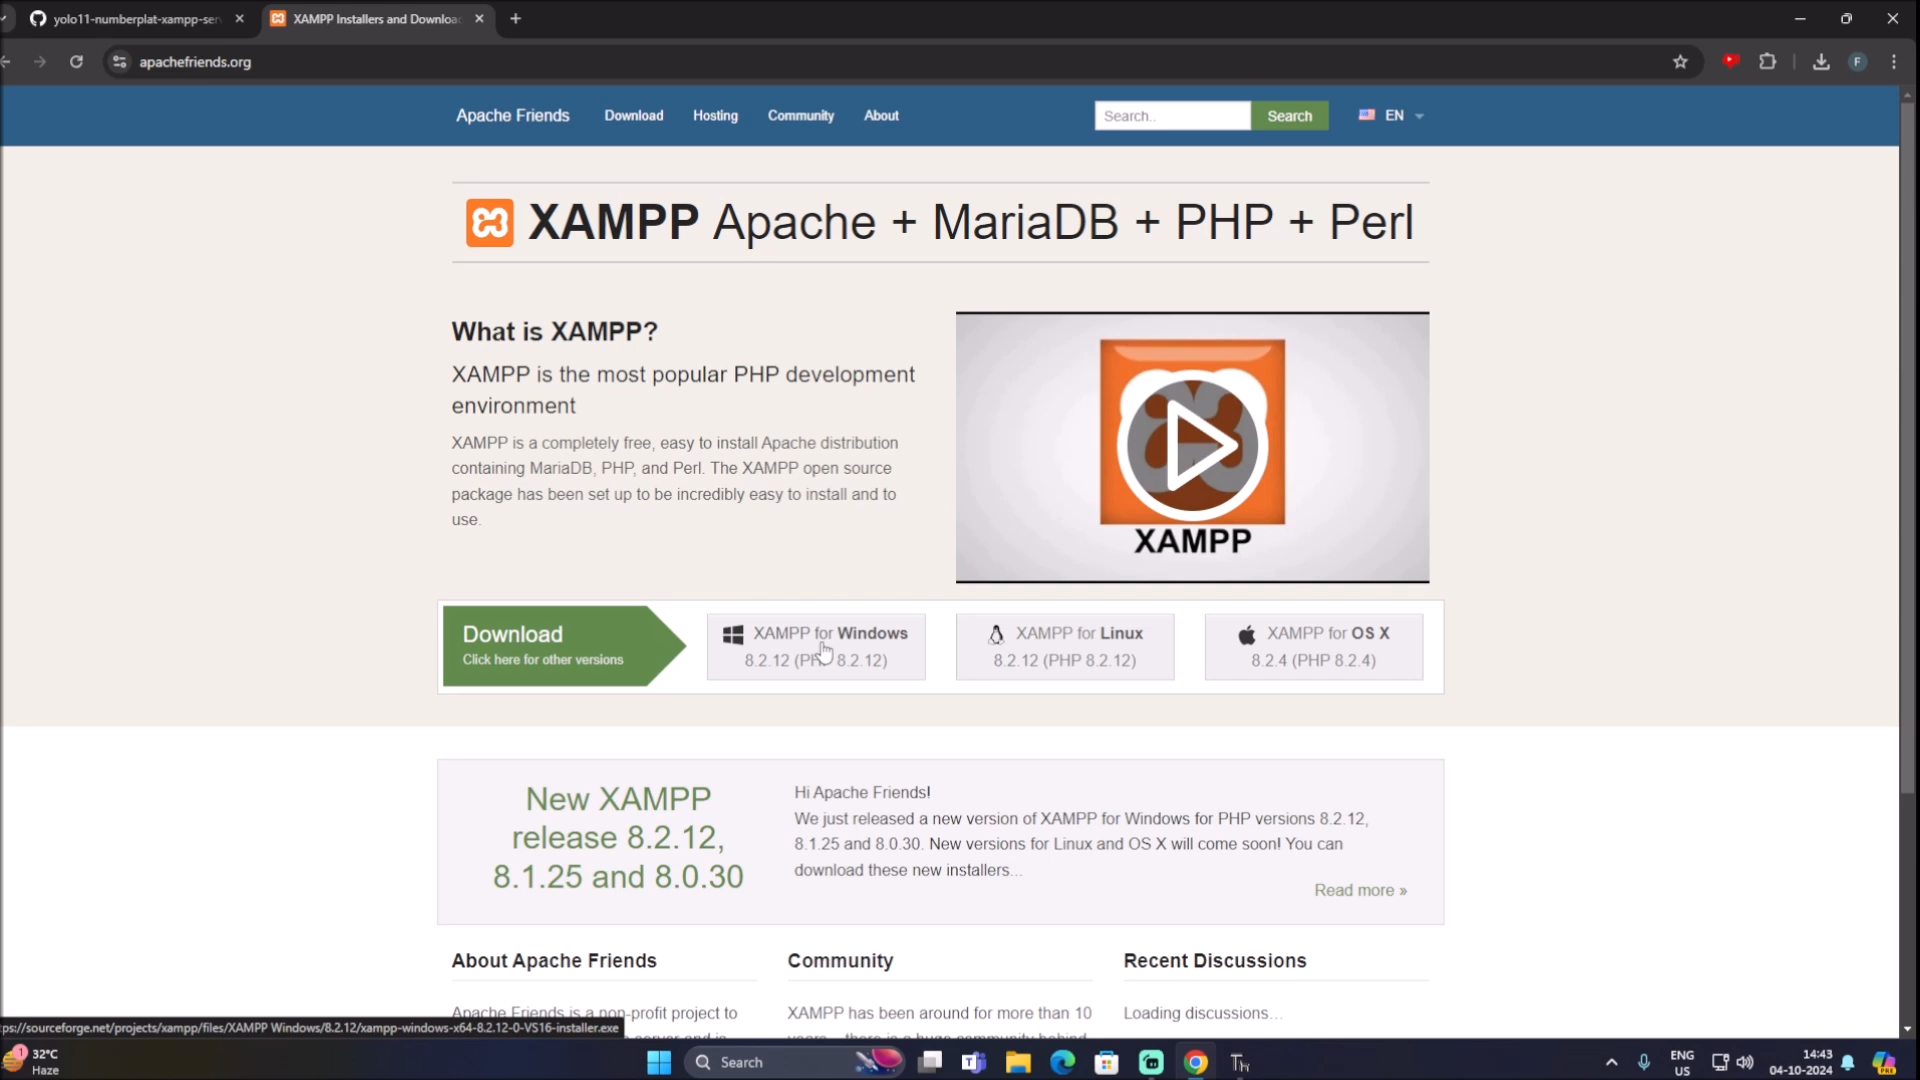 yolo11-numberplat-xampp-ser
XAMPP Installers and Downloa
apachefriends.org
F
Apache Friends
Download
Hosting
Community
About
Search..
Search
EN
XAMPP Apache + MariaDB + PHP + Perl
What is XAMPP?
XAMPP is the most popular PHP development
environment
XAMPP is a completely free, easy to install Apache distribution
containing MariaDB, PHP, and Perl. The XAMPP open source
package has been set up to be incredibly easy to install and to
use.
XAMPP
Download
Click here for other versions
XAMPP for Windows
8.2.12 (PHP 8.2.12)
XAMPP for Linux
8.2.12 (PHP 8.2.12)
XAMPP for OS X
8.2.4 (PHP 8.2.4)
New XAMPP
release 8.2.12,
8.1.25 and 8.0.30
Hi Apache Friends!
We just released a new version of XAMPP for Windows for PHP versions 8.2.12,
8.1.25 and 8.0.30. New versions for Linux and OS X will come soon! You can
download these new installers...
Read more »
About Apache Friends
Community
Recent Discussions
Apache Friends is a non-profit project to
XAMPP has been around for more than 10
Loading discussions...
ps://sourceforge.net/projects/xampp/files/XAMPP Windows/8.2.12/xampp-windows-x64-8.2.12-0-VS16-installer.exe
1
32°C
Haze
Search
ENG
US
14:43
04-10-2024
PRE